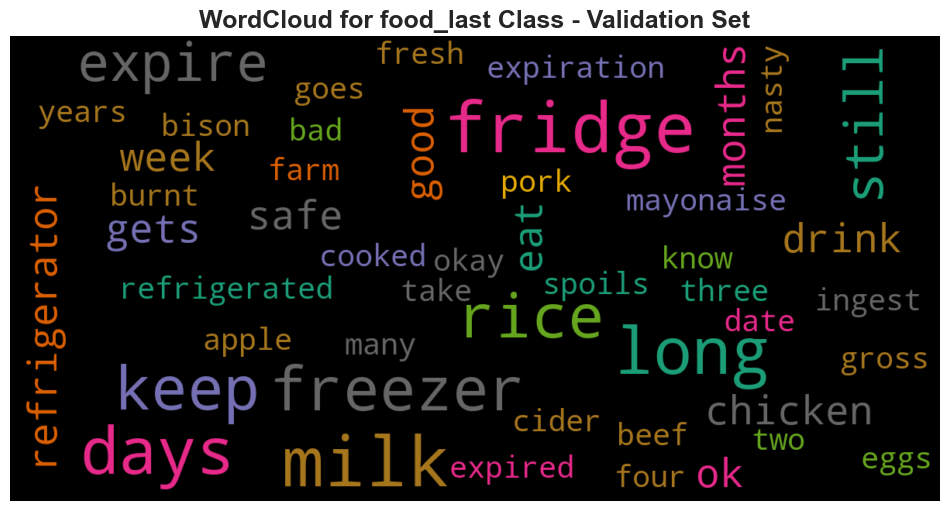 WordCloud for food_last Class - Validation Set
expire
fresh
expiration
months
nasty
still
goes
years
bison
bad
good
fridge
week
farm
pork
burnt
safe
mayonaise
gets
eat
drink
refrigerator
cooked
okay
know
refrigerated
take
spoils
three
ingest
rice
date
apple
many
long
gross
keep
freezer
chicken
cider
beef
two
days
milk
expired
four
ok
eggs